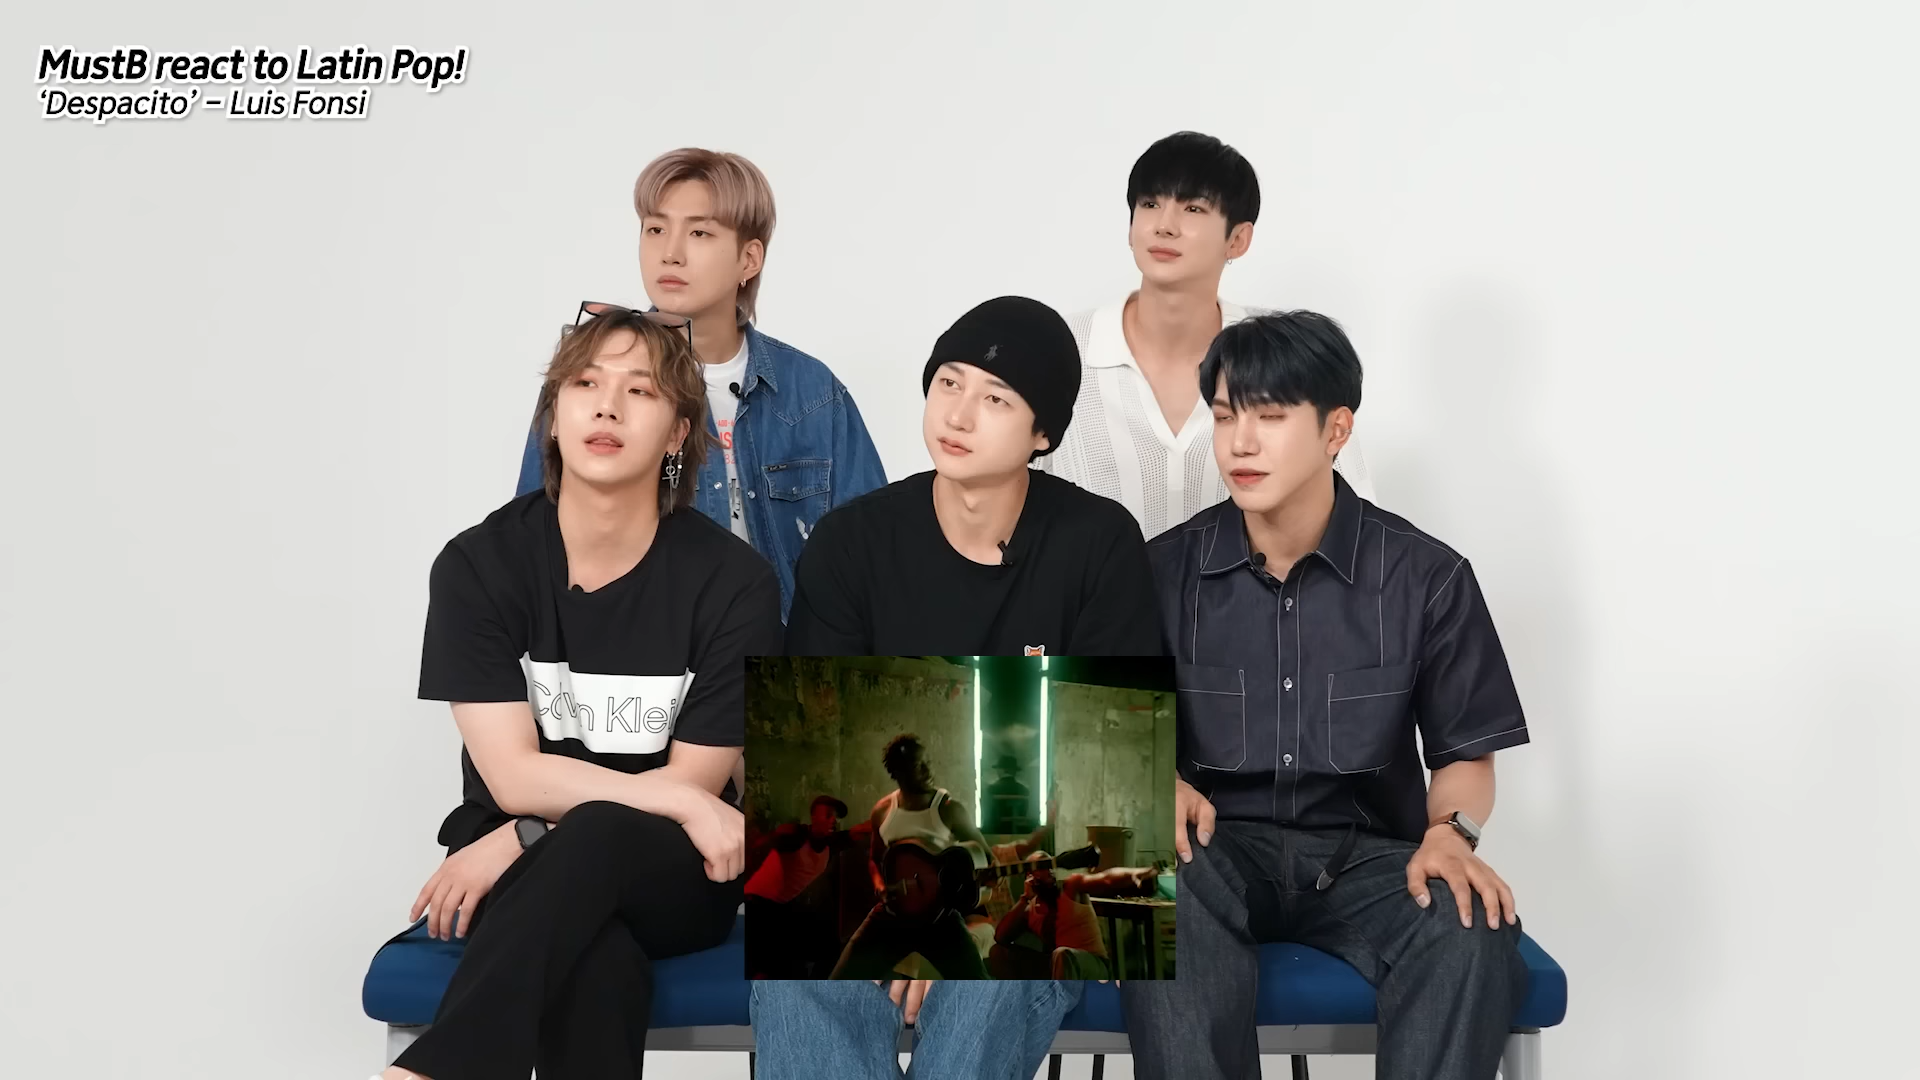 MustB react to Latin Pop!
‘Despacito’ – Luis Fonsi